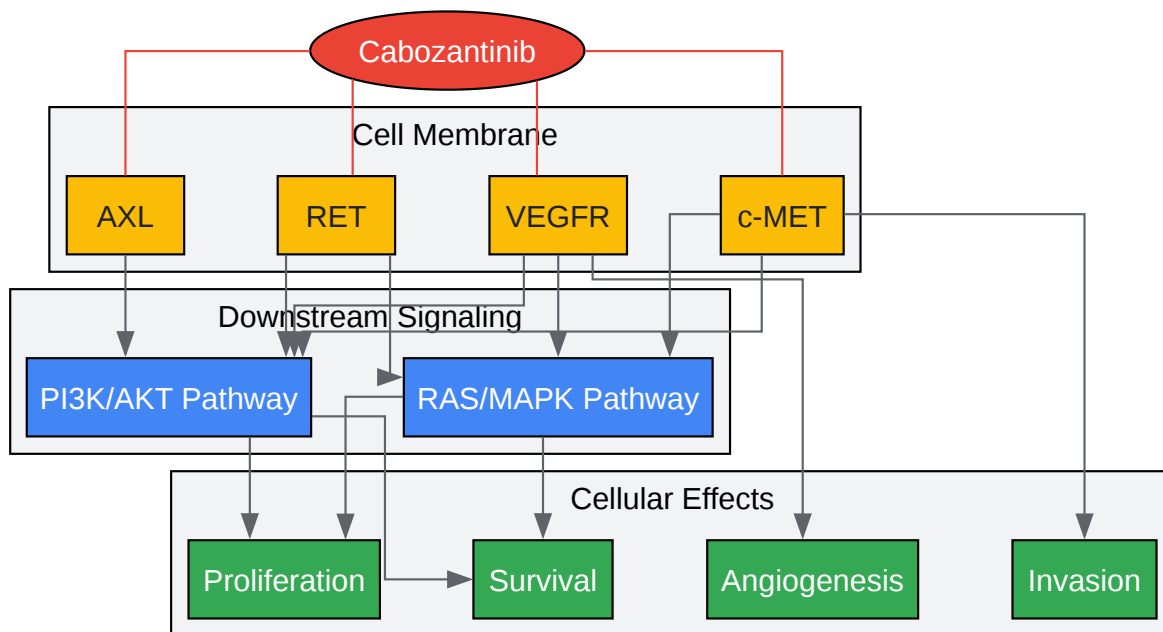 Cabozantinib
Cell Membrane
AXL
RET
VEGFR
c-MET
Downstream Signaling
PI3K/AKT Pathway
RAS/MAPK Pathway
Cellular Effects
Proliferation
Survival
Angiogenesis
Invasion